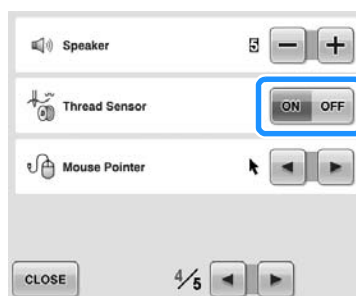 Speaker 5 − +
Thread Sensor ON OFF
Mouse Pointer
CLOSE 4/5